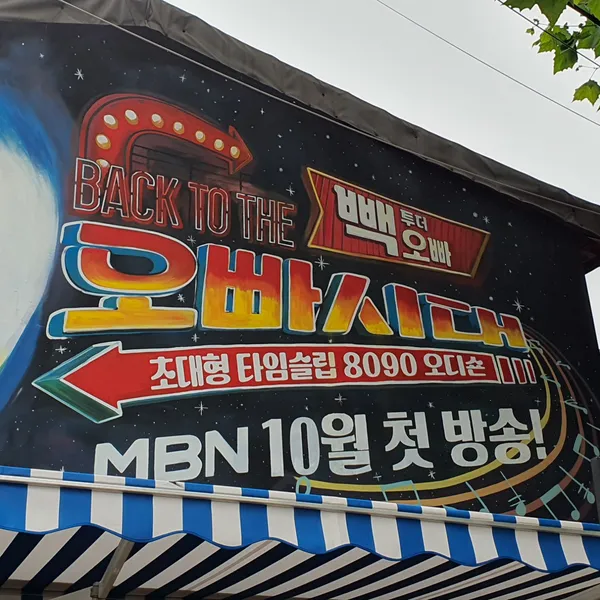 BACK TO THE
빽 투더 오빠
오빠시대
초대형 타임슬립 8090 오디션
MBN 10월 첫 방송!